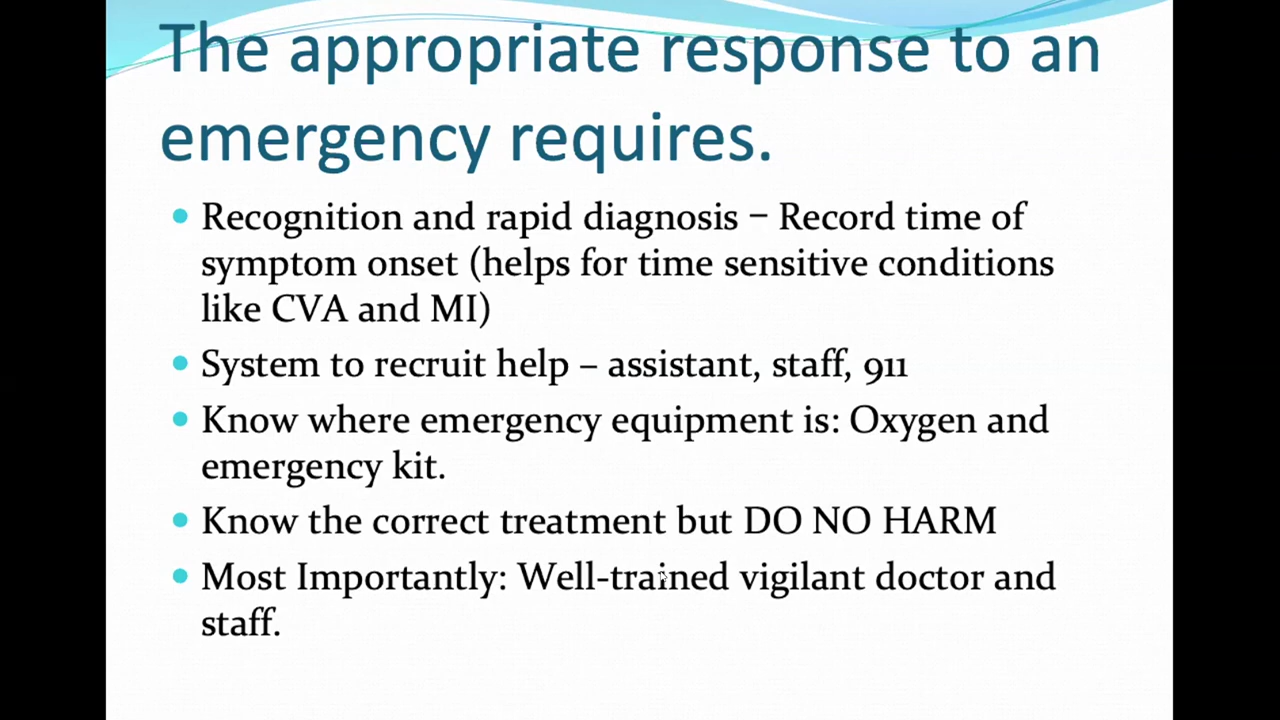 The appropriate response to an
emergency requires.
• Recognition and rapid diagnosis – Record time of
symptom onset (helps for time sensitive conditions
like CVA and MI)
• System to recruit help – assistant, staff, 911
• Know where emergency equipment is: Oxygen and
emergency kit.
• Know the correct treatment but DO NO HARM
• Most Importantly: Well-trained vigilant doctor and
staff.